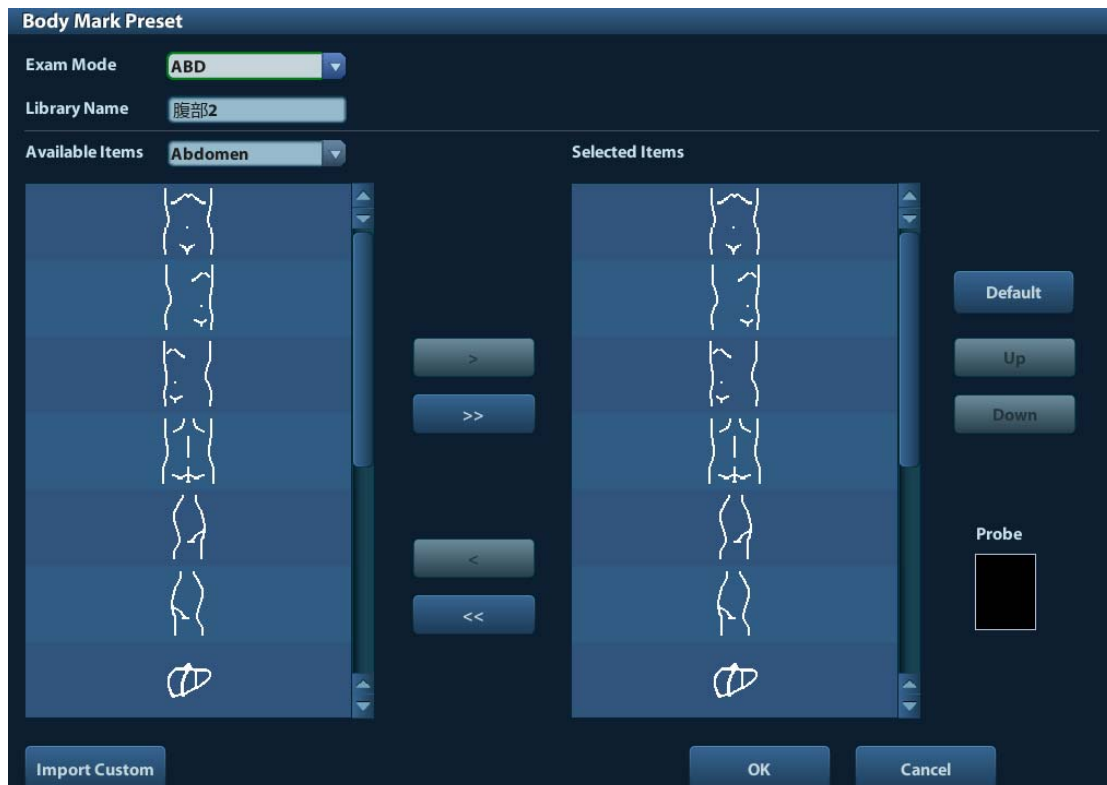 Body Mark Preset
Exam Mode ABD
Library Name 腹部2
Available Items Abdomen Selected Items
Default
> Up
>> Down
< Probe
<<
Import Custom OK Cancel